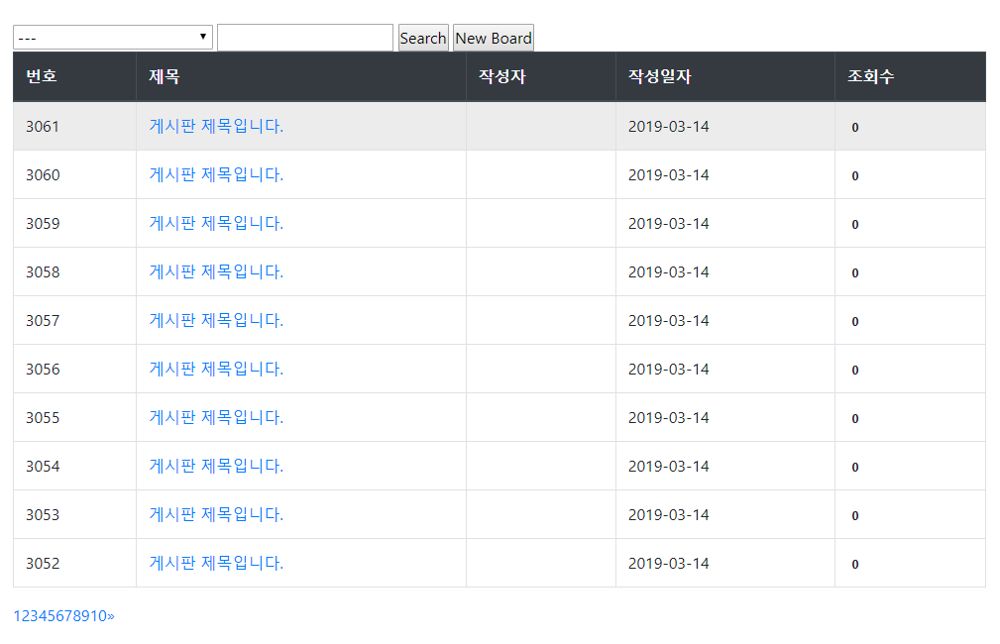 --- Search New Board
번호 제목 작성자 작성일자 조회수
3061 게시판 제목입니다. 2019-03-14 0
3060 게시판 제목입니다. 2019-03-14 0
3059 게시판 제목입니다. 2019-03-14 0
3058 게시판 제목입니다. 2019-03-14 0
3057 게시판 제목입니다. 2019-03-14 0
3056 게시판 제목입니다. 2019-03-14 0
3055 게시판 제목입니다. 2019-03-14 0
3054 게시판 제목입니다. 2019-03-14 0
3053 게시판 제목입니다. 2019-03-14 0
3052 게시판 제목입니다. 2019-03-14 0
12345678910»